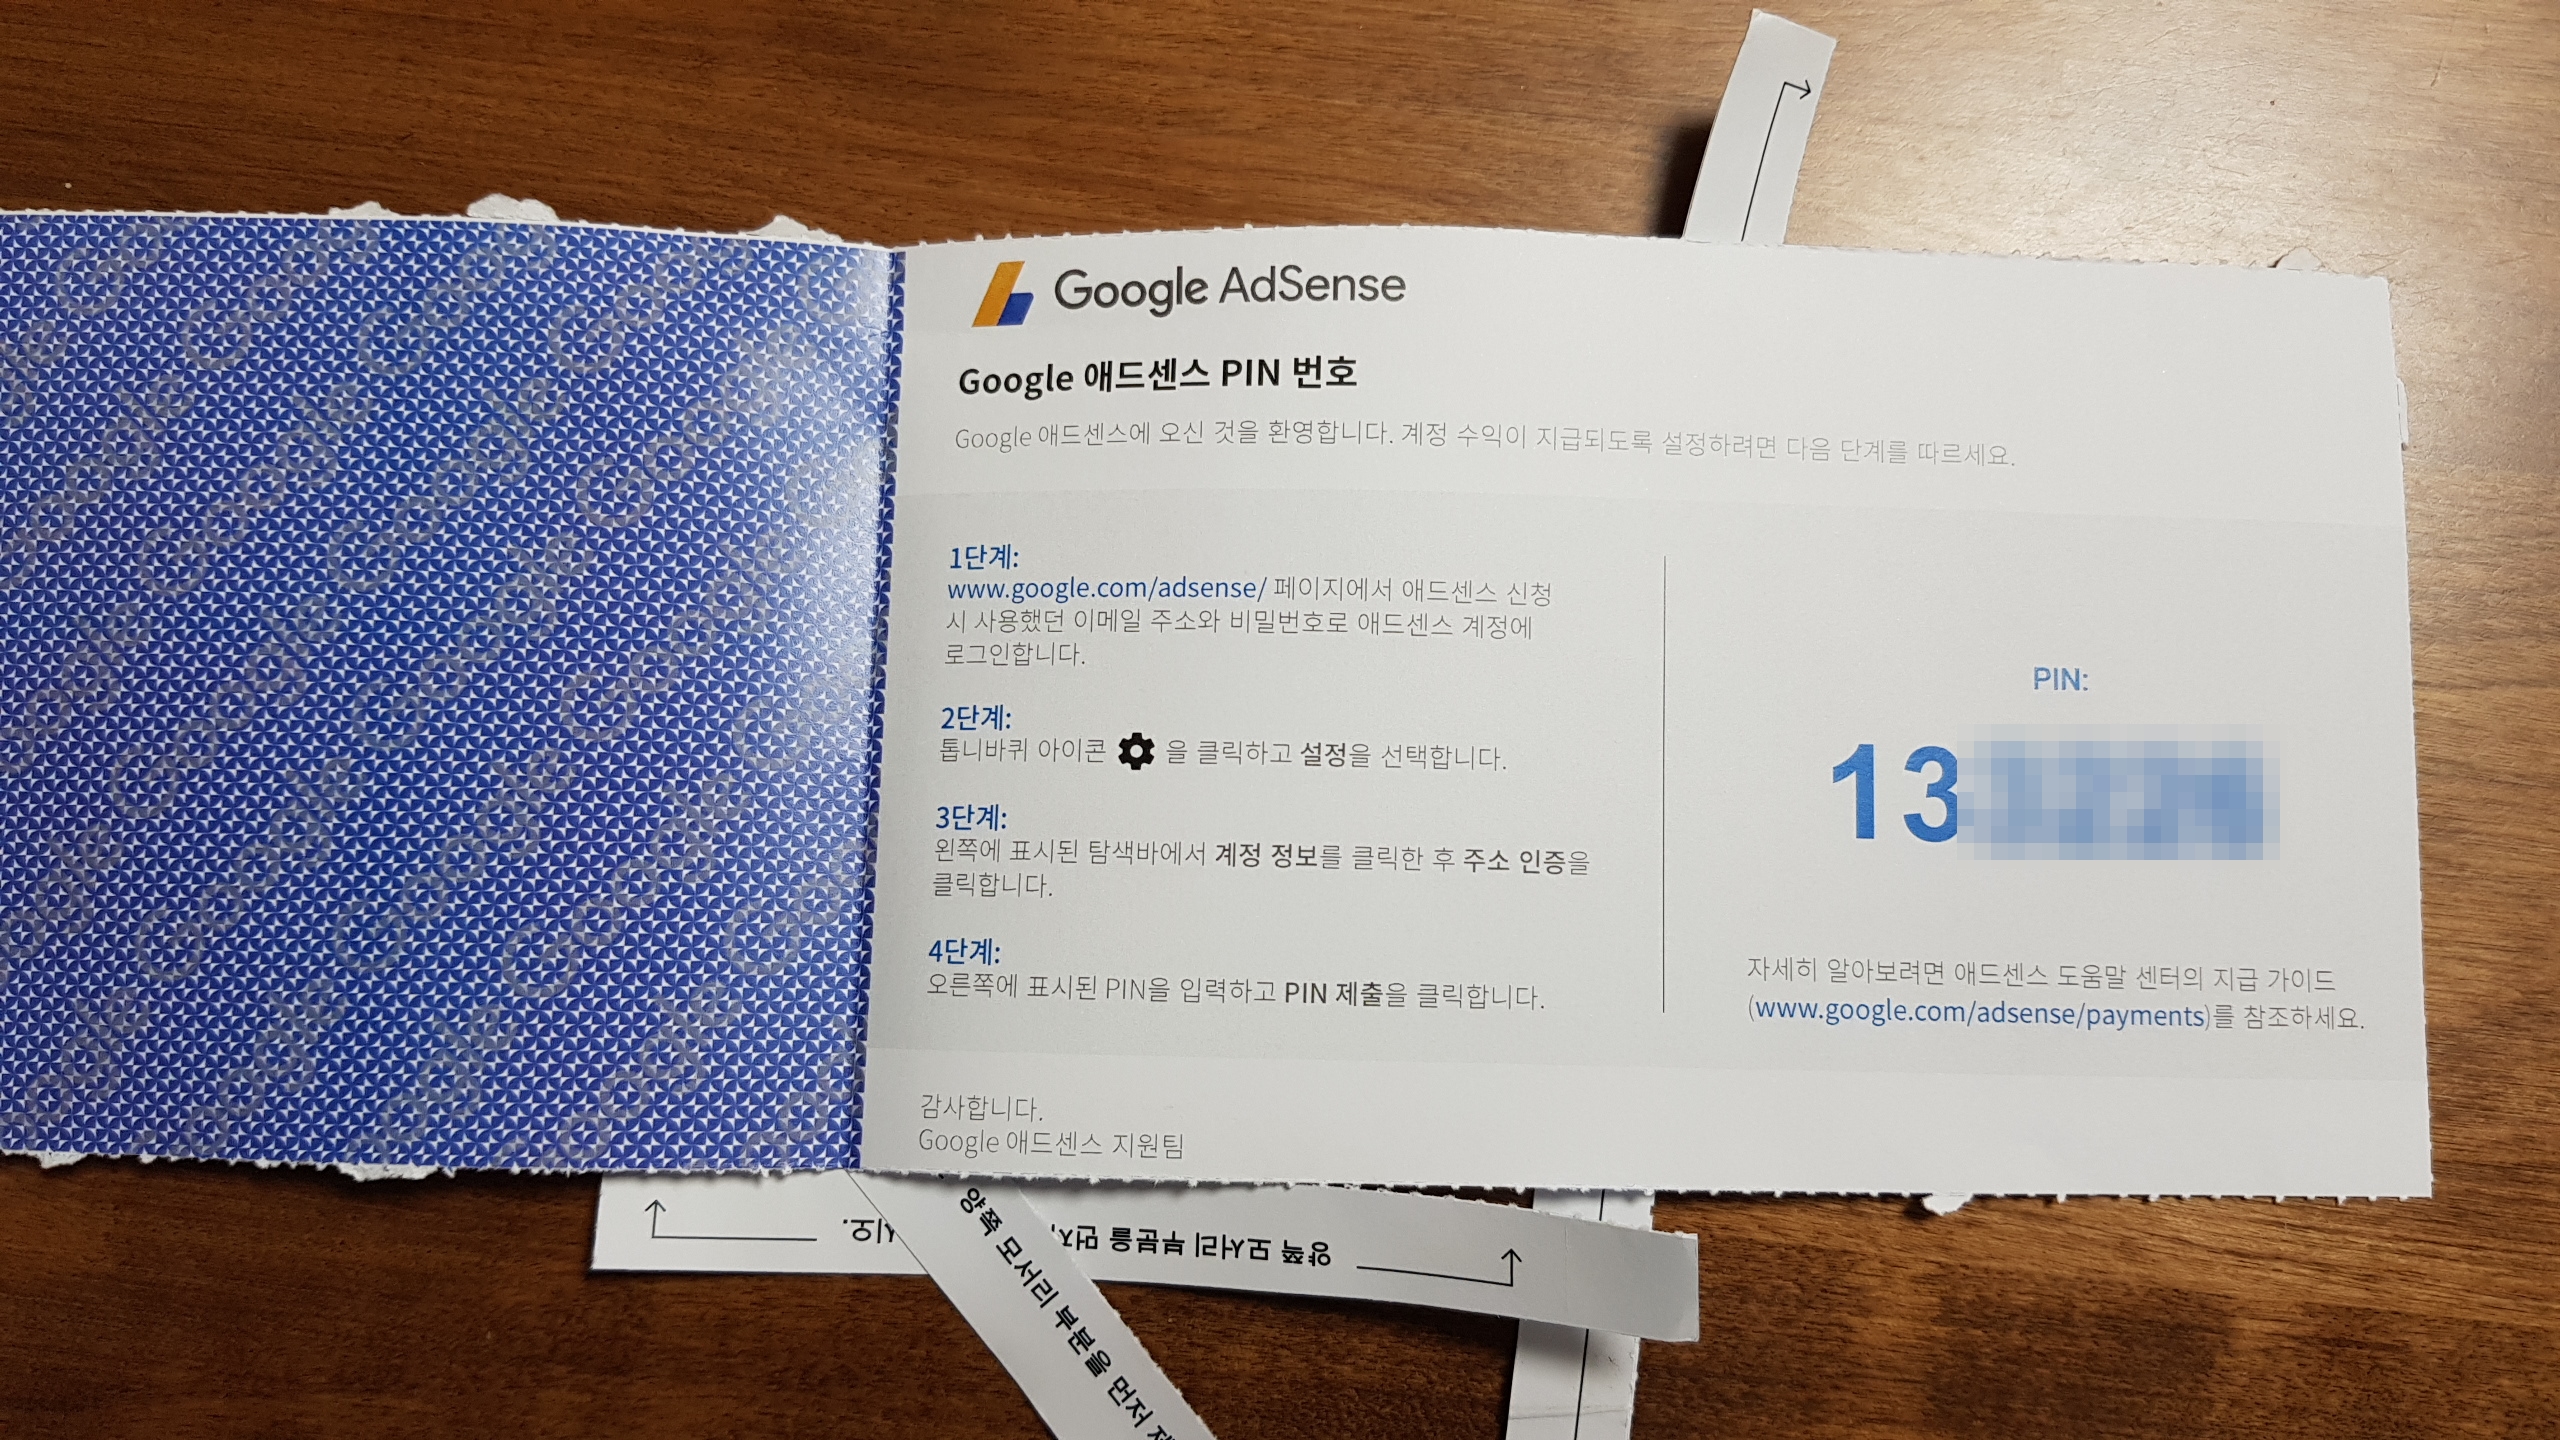 Google AdSense
Google 애드센스 PIN 번호
Google 애드센스에 오신 것을 환영합니다. 계정 수익이 지급되도록 설정하려면 다음 단계를 따르세요.
1단계:
www.google.com/adsense/ 페이지에서 애드센스 신청
시 사용했던 이메일 주소와 비밀번호로 애드센스 계정에
로그인합니다.
2단계:
톱니바퀴 아이콘 을 클릭하고 설정을 선택합니다.
3단계:
왼쪽에 표시된 탐색바에서 계정 정보를 클릭한 후 주소 인증을
클릭합니다.
4단계:
오른쪽에 표시된 PIN을 입력하고 PIN 제출을 클릭합니다.
PIN:
13
자세히 알아보려면 애드센스 도움말 센터의 지급 가이드
(www.google.com/adsense/payments)를 참조하세요.
감사합니다.
Google 애드센스 지원팀
양쪽 모서리 부분을 먼저
양쪽 모서리 부분을 먼저